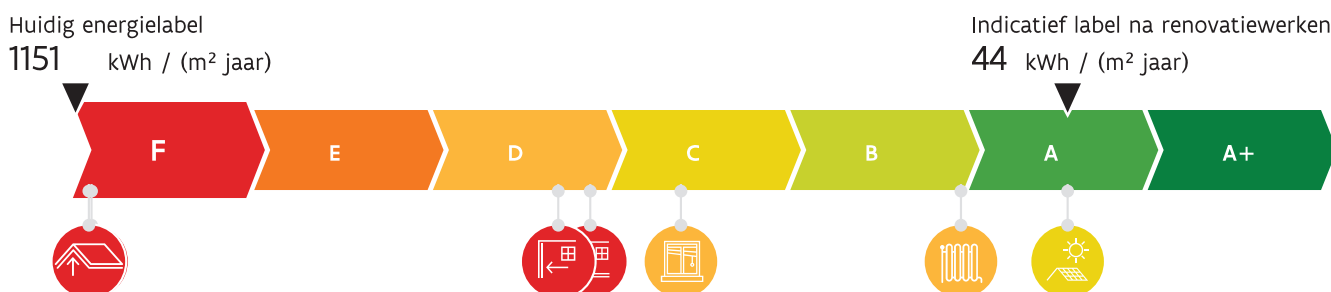 Huidig energielabel
1151 kWh / (m² jaar)
Indicatief label na renovatiewerken
44 kWh / (m² jaar)
F E D C B A A+